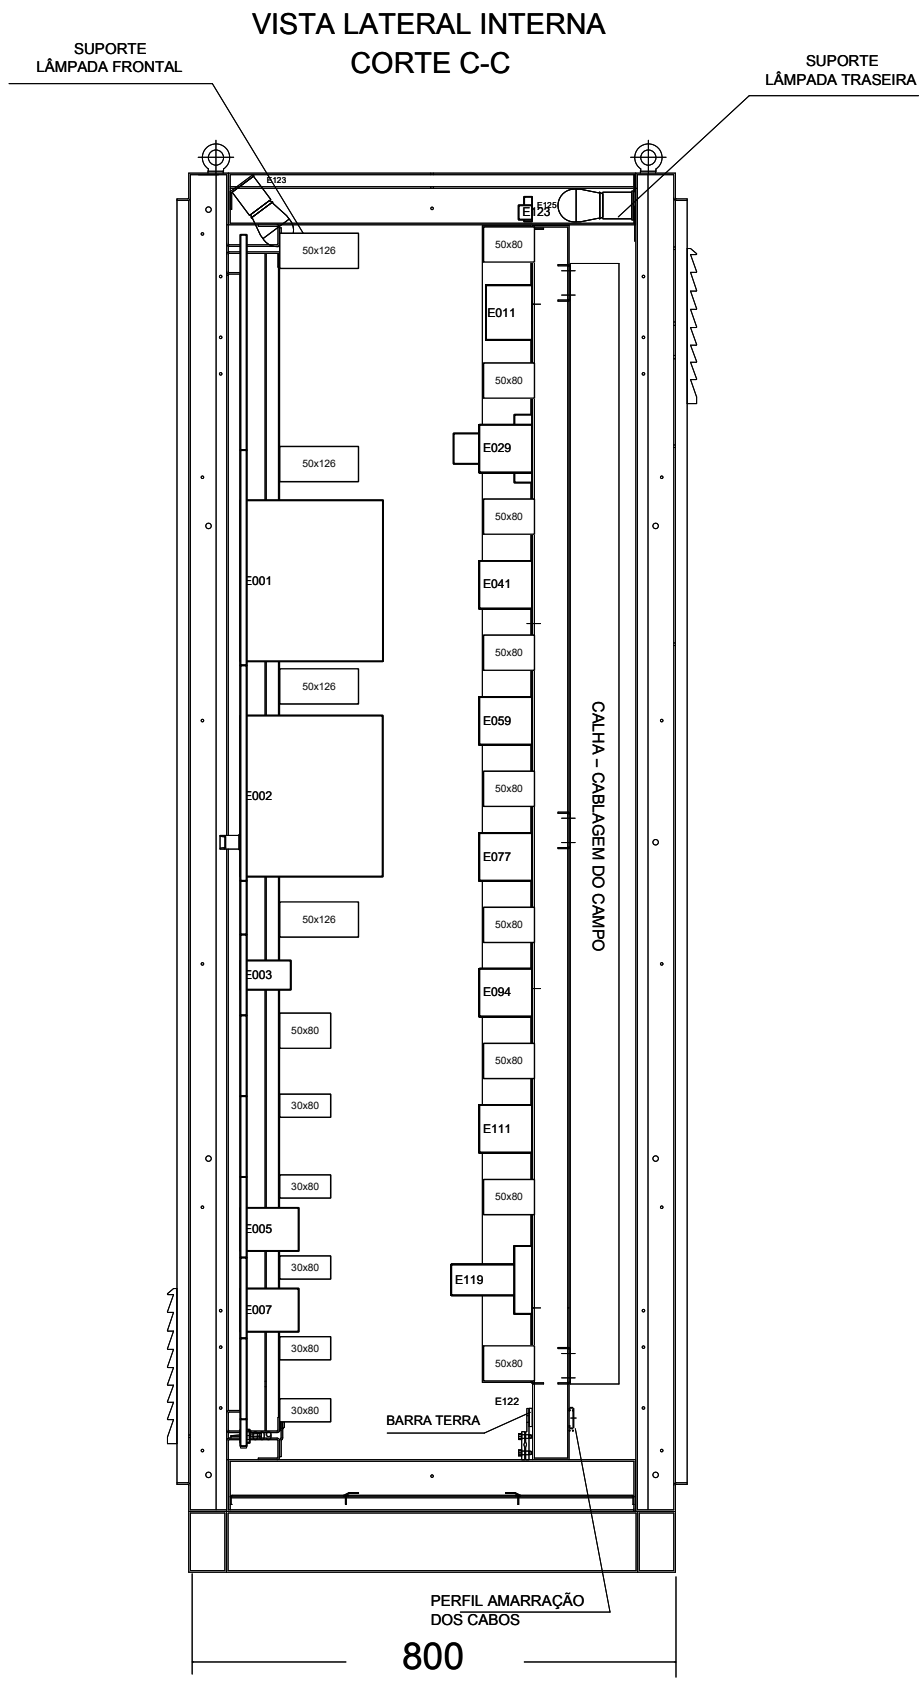 VISTA LATERAL INTERNA
CORTE C-C
SUPORTE
LÂMPADA FRONTAL
SUPORTE
LÂMPADA TRASEIRA
E123
E125
E123
50x126
50x80
E011
50x80
E029
50x126
50x80
E001
E041
50x80
50x126
E059
CALHA – CABLAGEM DO CAMPO
50x80
E002
E077
50x126
50x80
E003
E094
50x80
50x80
30x80
E111
30x80
50x80
E005
30x80
E119
E007
30x80
50x80
30x80
E122
BARRA TERRA
PERFIL AMARRAÇÃO
DOS CABOS
800